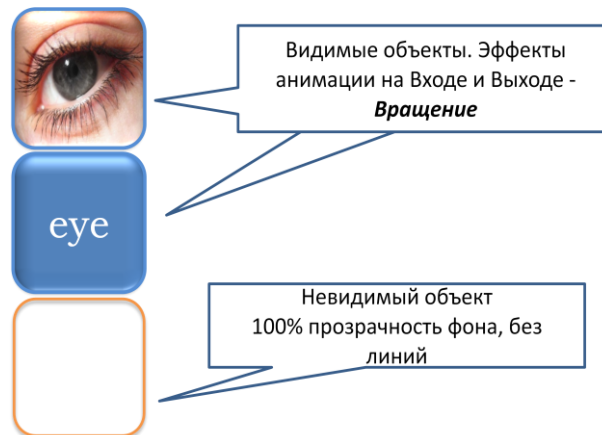 Видимые объекты. Эффекты
анимации на Входе и Выходе -
Вращение
eye
Невидимый объект
100% прозрачность фона, без
линий